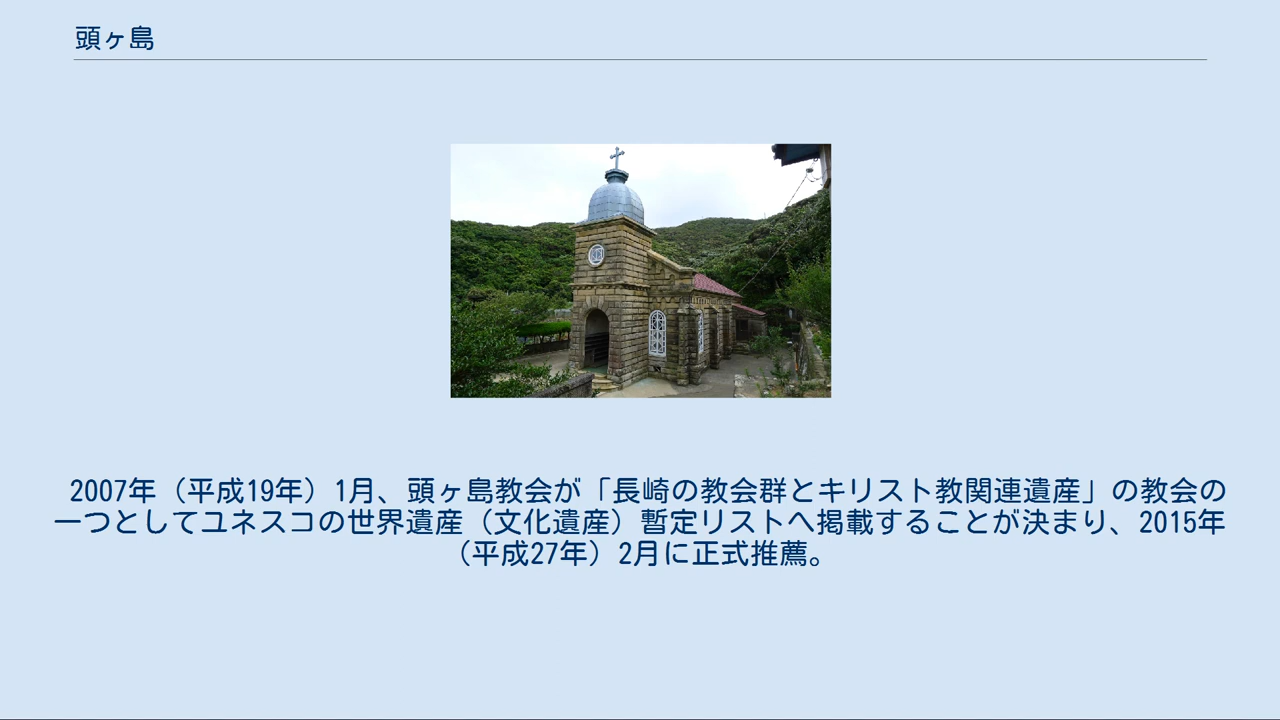 頭ヶ島
2007年（平成19年）1月、頭ヶ島教会が「長崎の教会群とキリスト教関連遺産」の教会の
一つとしてユネスコの世界遺産（文化遺産）暫定リストへ掲載することが決まり、2015年
（平成27年）2月に正式推薦。